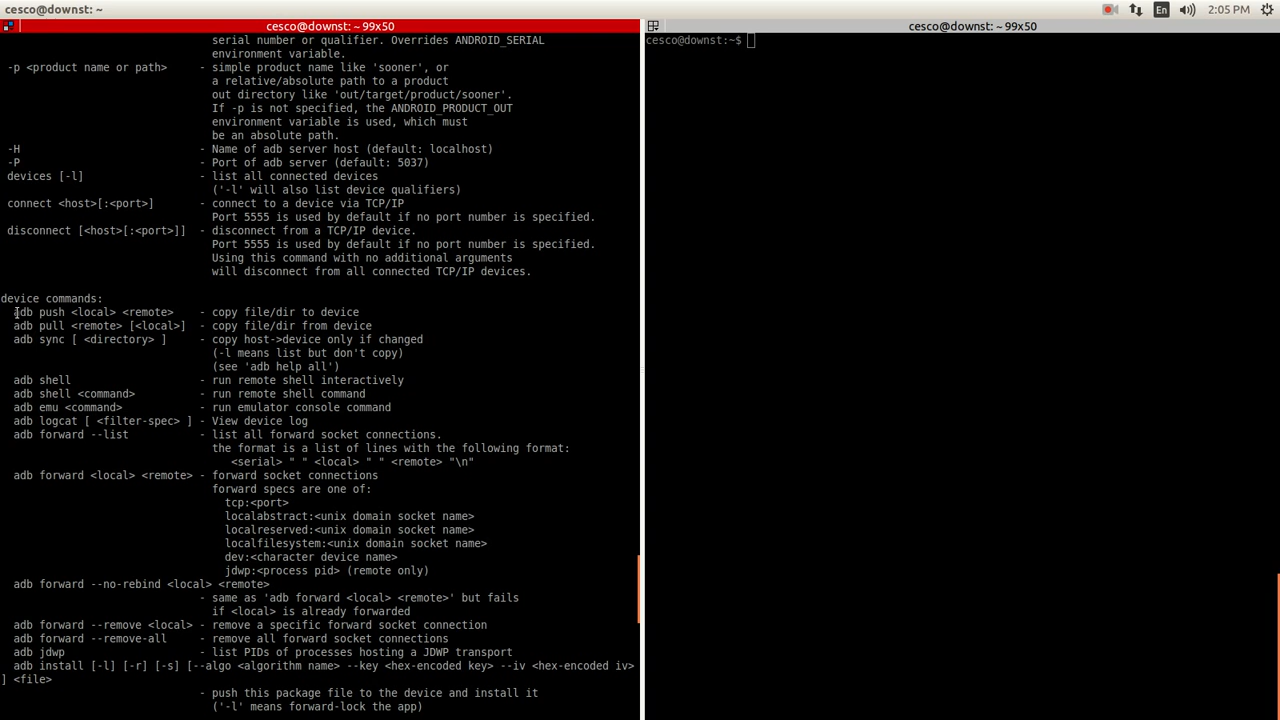 cesco@downst: ~
En
2:05 PM
cesco@downst: ~ 99x50
serial number or qualifier. Overrides ANDROID_SERIAL
environment variable.
-p <product name or path>     - simple product name like 'sooner', or
a relative/absolute path to a product
out directory like 'out/target/product/sooner'.
If -p is not specified, the ANDROID_PRODUCT_OUT
environment variable is used, which must
be an absolute path.
-H                            - Name of adb server host (default: localhost)
-P                            - Port of adb server (default: 5037)
devices [-l]                  - list all connected devices
('-l' will also list device qualifiers)
connect <host>[:<port>]       - connect to a device via TCP/IP
Port 5555 is used by default if no port number is specified.
disconnect [<host>[:<port>]]  - disconnect from a TCP/IP device.
Port 5555 is used by default if no port number is specified.
Using this command with no additional arguments
will disconnect from all connected TCP/IP devices.
device commands:
adb push <local> <remote>    - copy file/dir to device
adb pull <remote> [<local>]  - copy file/dir from device
adb sync [ <directory> ]     - copy host->device only if changed
(-l means list but don't copy)
(see 'adb help all')
adb shell                    - run remote shell interactively
adb shell <command>          - run remote shell command
adb emu <command>            - run emulator console command
adb logcat [ <filter-spec> ] - View device log
adb forward --list           - list all forward socket connections.
the format is a list of lines with the following format:
<serial> " " <local> " " <remote> "\n"
adb forward <local> <remote> - forward socket connections
forward specs are one of:
tcp:<port>
localabstract:<unix domain socket name>
localreserved:<unix domain socket name>
localfilesystem:<unix domain socket name>
dev:<character device name>
jdwp:<process pid> (remote only)
adb forward --no-rebind <local> <remote>
- same as 'adb forward <local> <remote>' but fails
if <local> is already forwarded
adb forward --remove <local> - remove a specific forward socket connection
adb forward --remove-all     - remove all forward socket connections
adb jdwp                     - list PIDs of processes hosting a JDWP transport
adb install [-l] [-r] [-s] [--algo <algorithm name> --key <hex-encoded key> --iv <hex-encoded iv>
] <file>
- push this package file to the device and install it
('-l' means forward-lock the app)
cesco@downst: ~ 99x50
cesco@downst:~$